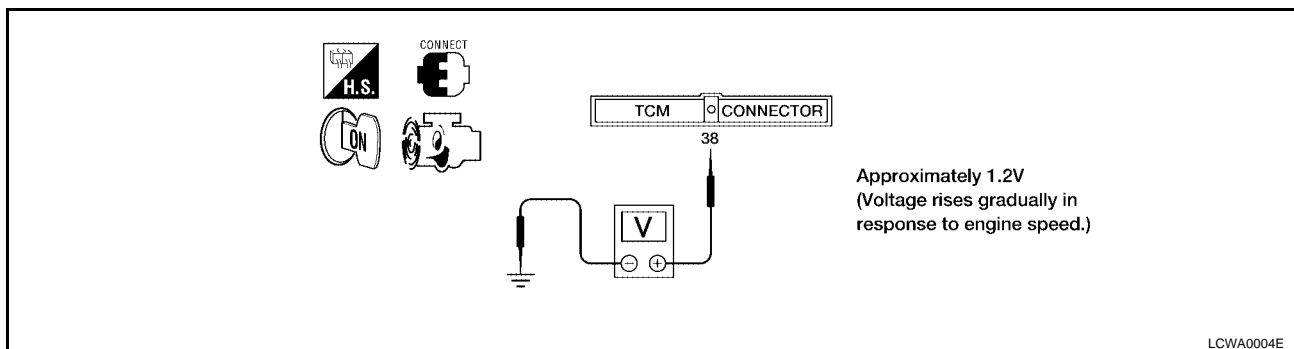 CONNECT
H.S.
ON
TCM CONNECTOR
38
V
Approximately 1.2V
(Voltage rises gradually in
response to engine speed.)
LCWA0004E